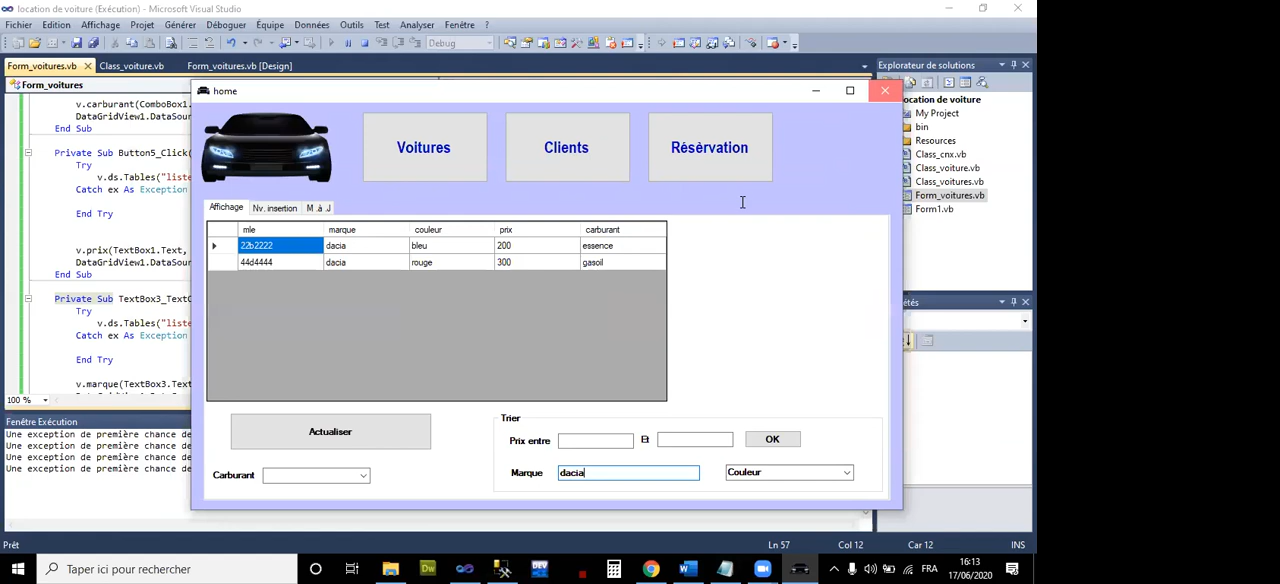 location de voiture (Exécution) - Microsoft Visual Studio
Fichier Edition Affichage Projet Générer Déboguer Équipe Données Outils Test Analyser Fenêtre ?
Debug
Form_voitures.vb Class_voiture.vb Form_voitures.vb [Design]
Explorateur de solutions
Form_voitures
home
location de voiture
My Project
bin
Resources
Class_cnx.vb
Class_voiture.vb
Class_voitures.vb
Form_voitures.vb
Form1.vb
v.carburant(ComboBox1.
DataGridView1.DataSour
End Sub
Private Sub Button5_Click(
Try
v.ds.Tables("liste
Catch ex As Exception
End Try
v.prix(TextBox1.Text,
DataGridView1.DataSour
End Sub
Private Sub TextBox3_TextC
Try
v.ds.Tables("liste
Catch ex As Exception
End Try
v.marque(TextBox3.Text
100 %
Voitures Clients Résèrvation
Affichage Nv. insertion M .à .J
mle marque couleur prix carburant
22b2222 dacia bleu 200 essence
44d4444 dacia rouge 300 gasoil
étés
Actualiser
Trier
Prix entre Et OK
Carburant
Marque dacia Couleur
Fenêtre Exécution
Une exception de première chance de
Une exception de première chance de
Une exception de première chance de
Une exception de première chance de
Prêt Ln 57 Col 12 Car 12 INS
Taper ici pour rechercher
Dw
DEV
FRA
16:13
17/06/2020